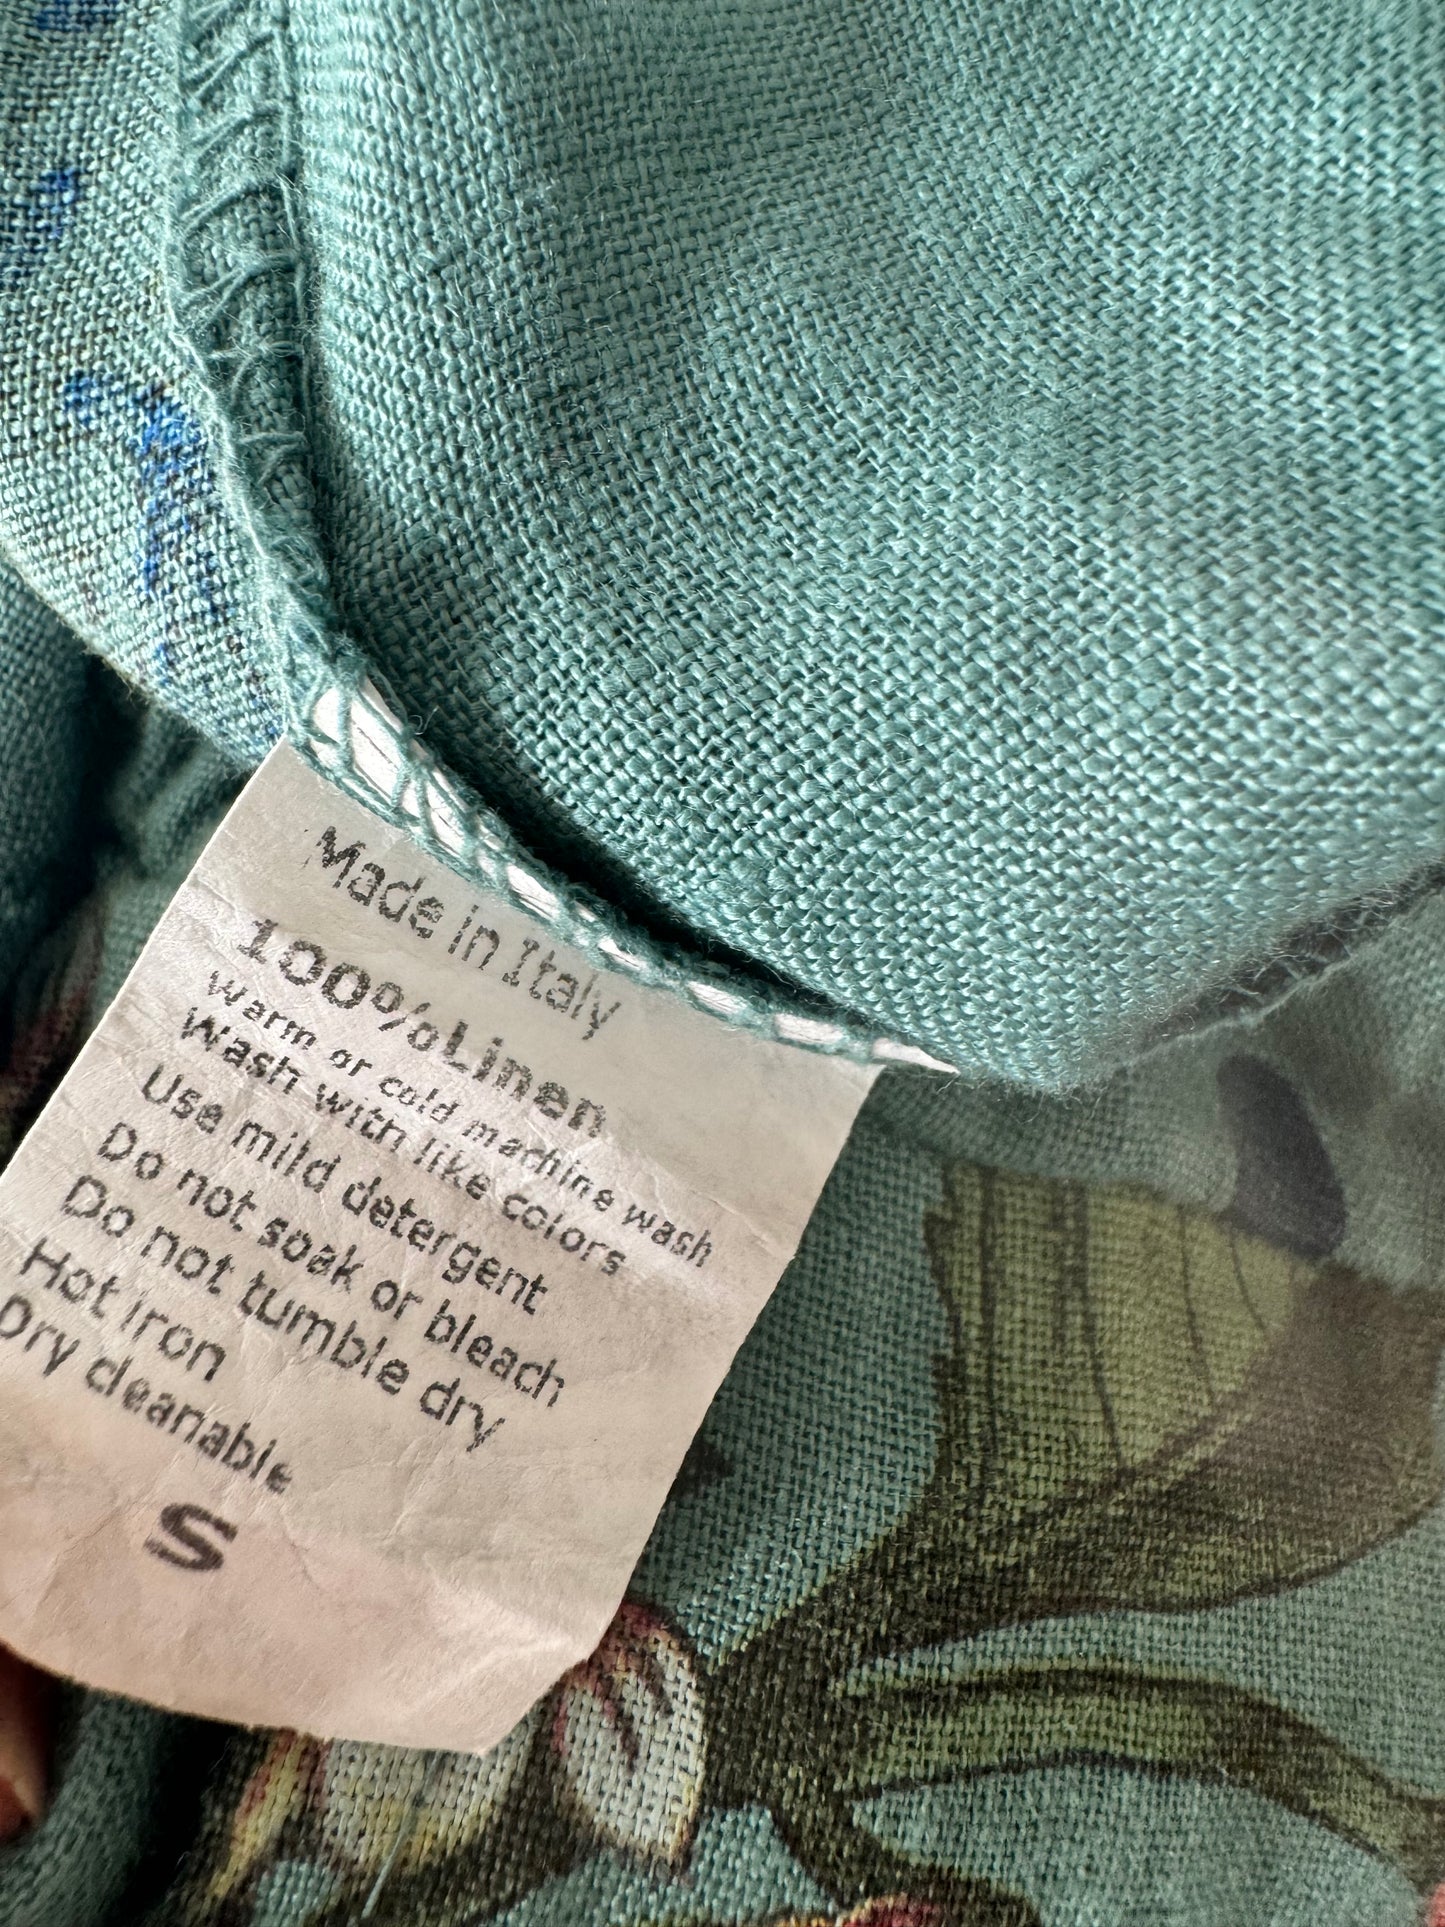 Made in Italy
100%Linen
Warm or cold machine wash
Wash with like colors
Use mild detergent
Do not soak or bleach
Do not tumble dry
Hot iron
Dry cleanable
S